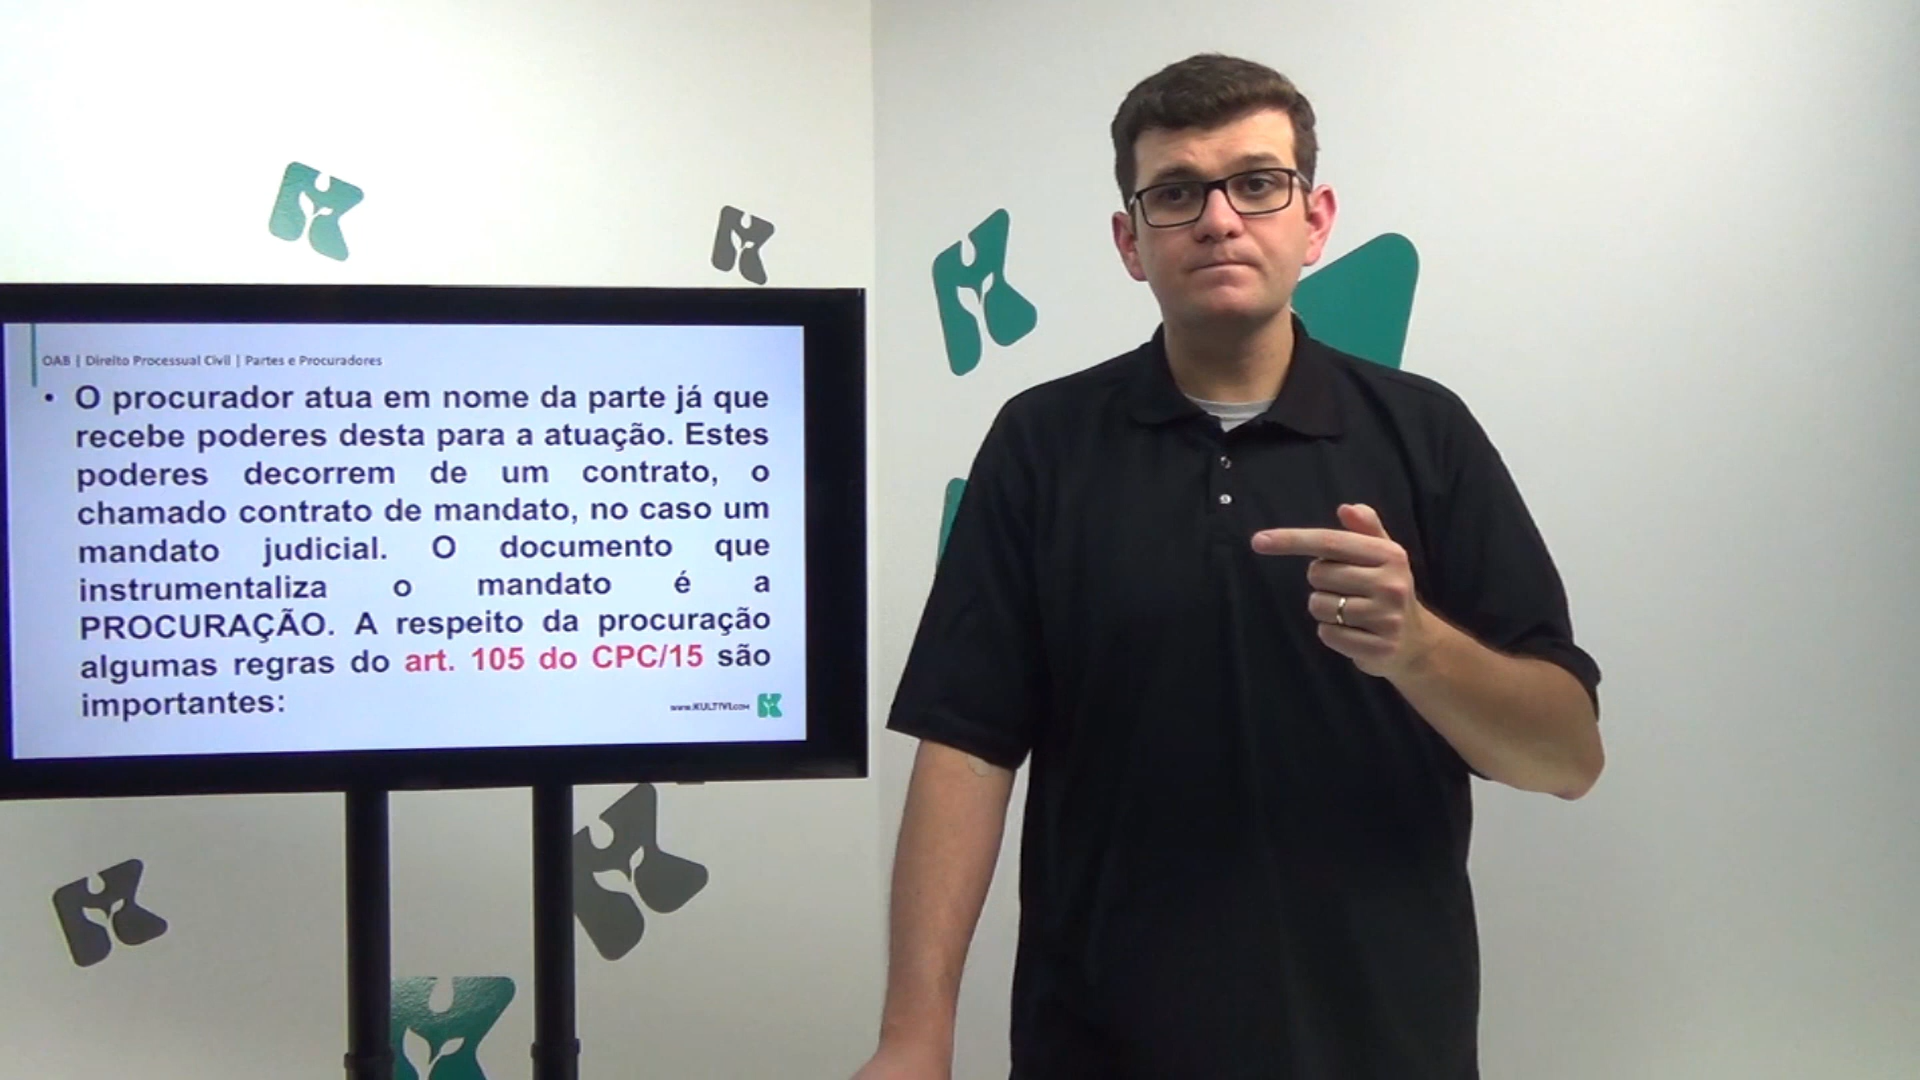 OAB | Direito Processual Civil | Partes e Procuradores
• O procurador atua em nome da parte já que
recebe poderes desta para a atuação. Estes
poderes decorrem de um contrato, o
chamado contrato de mandato, no caso um
mandato judicial. O documento que
instrumentaliza o mandato é a
PROCURAÇÃO. A respeito da procuração
algumas regras do art. 105 do CPC/15 são
importantes:
www.KULTIVI.com